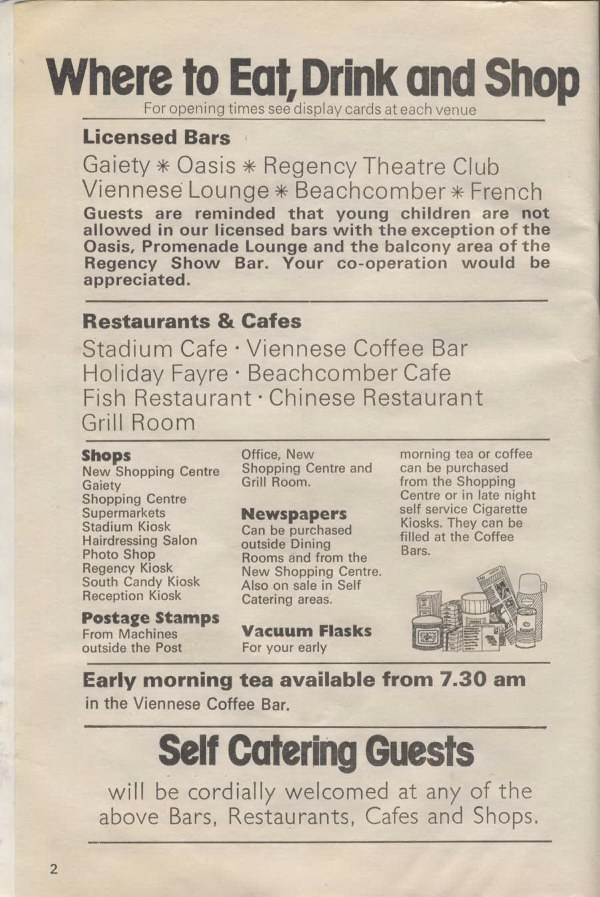 Where to Eat, Drink and Shop
For opening times see display cards at each venue
Licensed Bars
Gaiety * Oasis * Regency Theatre Club
Viennese Lounge * Beachcomber * French
Guests are reminded that young children are not
allowed in our licensed bars with the exception of the
Oasis, Promenade Lounge and the balcony area of the
Regency Show Bar. Your co-operation would be
appreciated.
Restaurants & Cafes
Stadium Cafe · Viennese Coffee Bar
Holiday Fayre · Beachcomber Cafe
Fish Restaurant · Chinese Restaurant
Grill Room
Shops
New Shopping Centre
Gaiety
Shopping Centre
Supermarkets
Stadium Kiosk
Hairdressing Salon
Photo Shop
Regency Kiosk
South Candy Kiosk
Reception Kiosk
Postage Stamps
From Machines
outside the Post
Office, New
Shopping Centre and
Grill Room.
Newspapers
Can be purchased
outside Dining
Rooms and from the
New Shopping Centre.
Also on sale in Self
Catering areas.
Vacuum Flasks
For your early
morning tea or coffee
can be purchased
from the Shopping
Centre or in late night
self service Cigarette
Kiosks. They can be
filled at the Coffee
Bars.
Early morning tea available from 7.30 am
in the Viennese Coffee Bar.
Self Catering Guests
will be cordially welcomed at any of the
above Bars, Restaurants, Cafes and Shops.
2